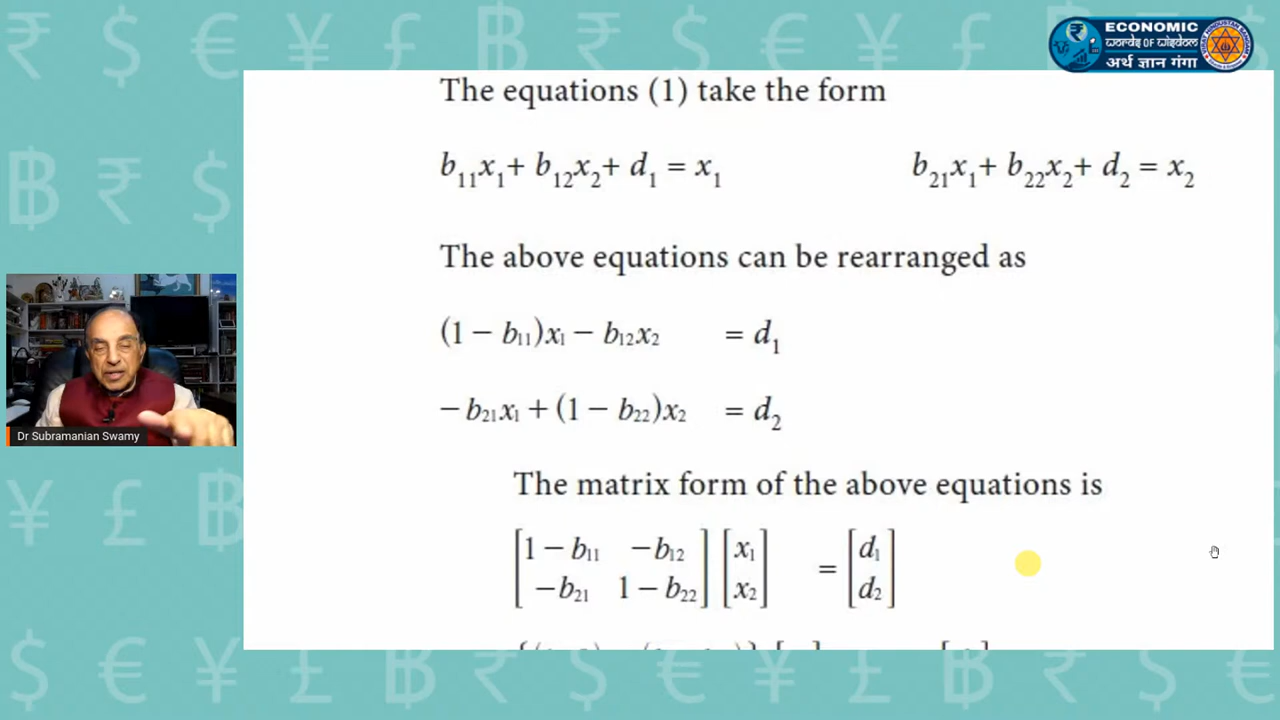 ECONOMIC
WORDS OF WISDOM
अर्थ ज्ञान गंगा
The equations (1) take the form
b₁₁x₁+ b₁₂x₂+ d₁ = x₁ b₂₁x₁+ b₂₂x₂+ d₂ = x₂
The above equations can be rearranged as
(1 − b₁₁)x₁ − b₁₂x₂ = d₁
−b₂₁x₁ + (1 − b₂₂)x₂ = d₂
The matrix form of the above equations is
[1 − b₁₁ −b₁₂] [x₁] = [d₁]
[−b₂₁ 1 − b₂₂] [x₂] [d₂]
Dr Subramanian Swamy